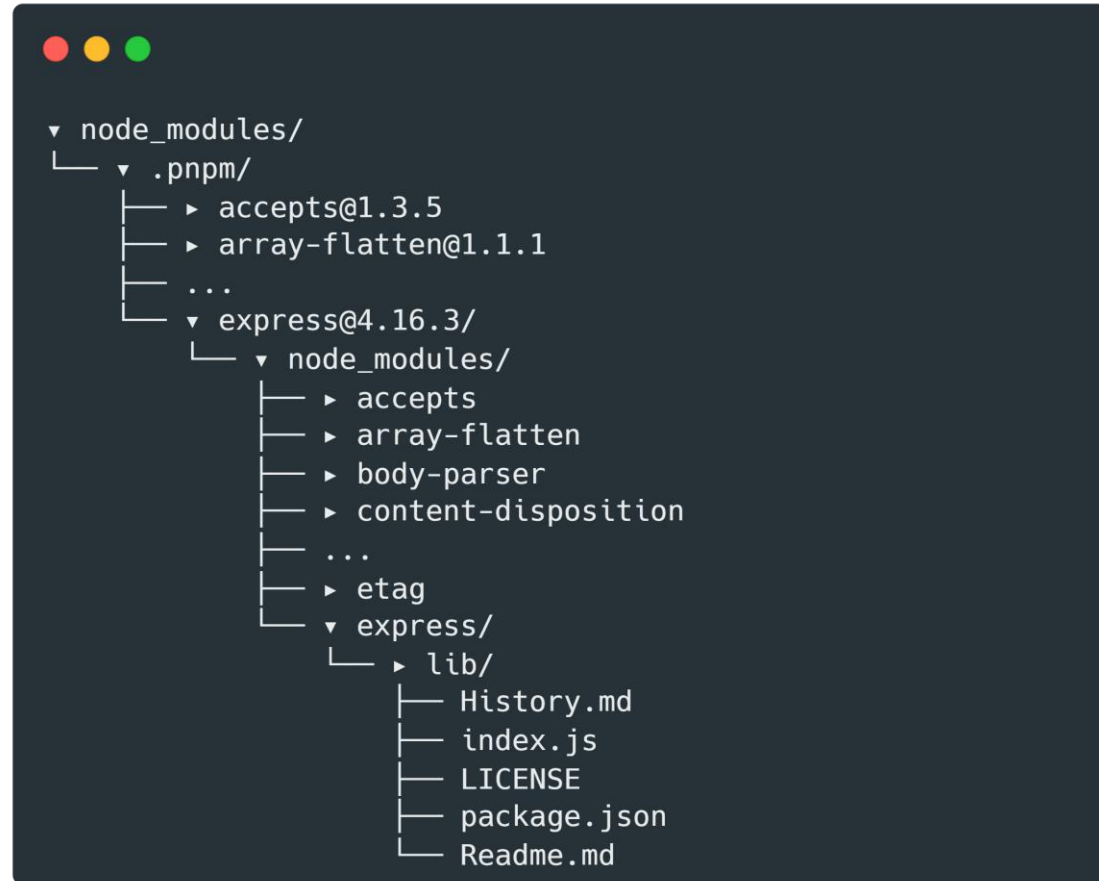 ▾ node_modules/
└── ▾ .pnpm/
    ├── ▸ accepts@1.3.5
    ├── ▸ array-flatten@1.1.1
    ├── ...
    └── ▾ express@4.16.3/
        └── ▾ node_modules/
            ├── ▸ accepts
            ├── ▸ array-flatten
            ├── ▸ body-parser
            ├── ▸ content-disposition
            ├── ...
            ├── ▸ etag
            └── ▾ express/
                └── ▸ lib/
                    ├── History.md
                    ├── index.js
                    ├── LICENSE
                    ├── package.json
                    └── Readme.md